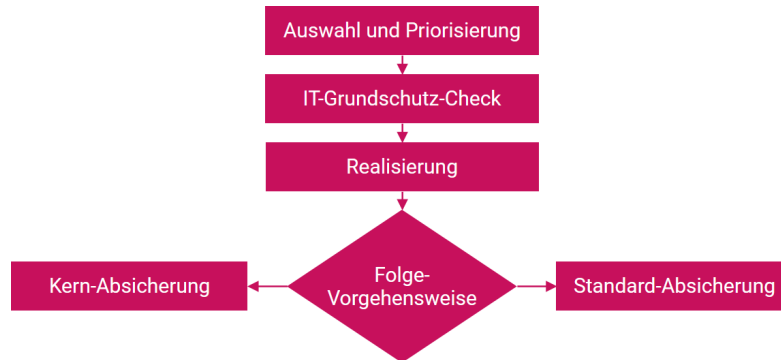 Auswahl und Priorisierung
IT-Grundschutz-Check
Realisierung
Folge-
Vorgehensweise
Kern-Absicherung
Standard-Absicherung